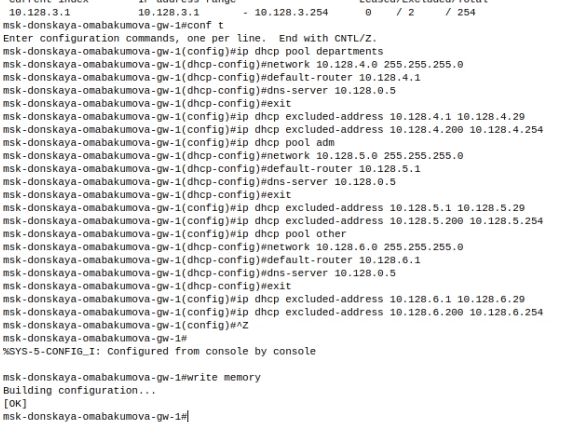 Current index IP address range Leased/Excluded/Total
10.128.3.1 10.128.3.1 - 10.128.3.254 0 / 2 / 254
msk-donskaya-omabakumova-gw-1#conf t
Enter configuration commands, one per line. End with CNTL/Z.
msk-donskaya-omabakumova-gw-1(config)#ip dhcp pool departments
msk-donskaya-omabakumova-gw-1(dhcp-config)#network 10.128.4.0 255.255.255.0
msk-donskaya-omabakumova-gw-1(dhcp-config)#default-router 10.128.4.1
msk-donskaya-omabakumova-gw-1(dhcp-config)#dns-server 10.128.0.5
msk-donskaya-omabakumova-gw-1(dhcp-config)#exit
msk-donskaya-omabakumova-gw-1(config)#ip dhcp excluded-address 10.128.4.1 10.128.4.29
msk-donskaya-omabakumova-gw-1(config)#ip dhcp excluded-address 10.128.4.200 10.128.4.254
msk-donskaya-omabakumova-gw-1(config)#ip dhcp pool adm
msk-donskaya-omabakumova-gw-1(dhcp-config)#network 10.128.5.0 255.255.255.0
msk-donskaya-omabakumova-gw-1(dhcp-config)#default-router 10.128.5.1
msk-donskaya-omabakumova-gw-1(dhcp-config)#dns-server 10.128.0.5
msk-donskaya-omabakumova-gw-1(dhcp-config)#exit
msk-donskaya-omabakumova-gw-1(config)#ip dhcp excluded-address 10.128.5.1 10.128.5.29
msk-donskaya-omabakumova-gw-1(config)#ip dhcp excluded-address 10.128.5.200 10.128.5.254
msk-donskaya-omabakumova-gw-1(config)#ip dhcp pool other
msk-donskaya-omabakumova-gw-1(dhcp-config)#network 10.128.6.0 255.255.255.0
msk-donskaya-omabakumova-gw-1(dhcp-config)#default-router 10.128.6.1
msk-donskaya-omabakumova-gw-1(dhcp-config)#dns-server 10.128.0.5
msk-donskaya-omabakumova-gw-1(dhcp-config)#exit
msk-donskaya-omabakumova-gw-1(config)#ip dhcp excluded-address 10.128.6.1 10.128.6.29
msk-donskaya-omabakumova-gw-1(config)#ip dhcp excluded-address 10.128.6.200 10.128.6.254
msk-donskaya-omabakumova-gw-1(config)#^Z
msk-donskaya-omabakumova-gw-1#
%SYS-5-CONFIG_I: Configured from console by console
msk-donskaya-omabakumova-gw-1#write memory
Building configuration...
[OK]
msk-donskaya-omabakumova-gw-1#